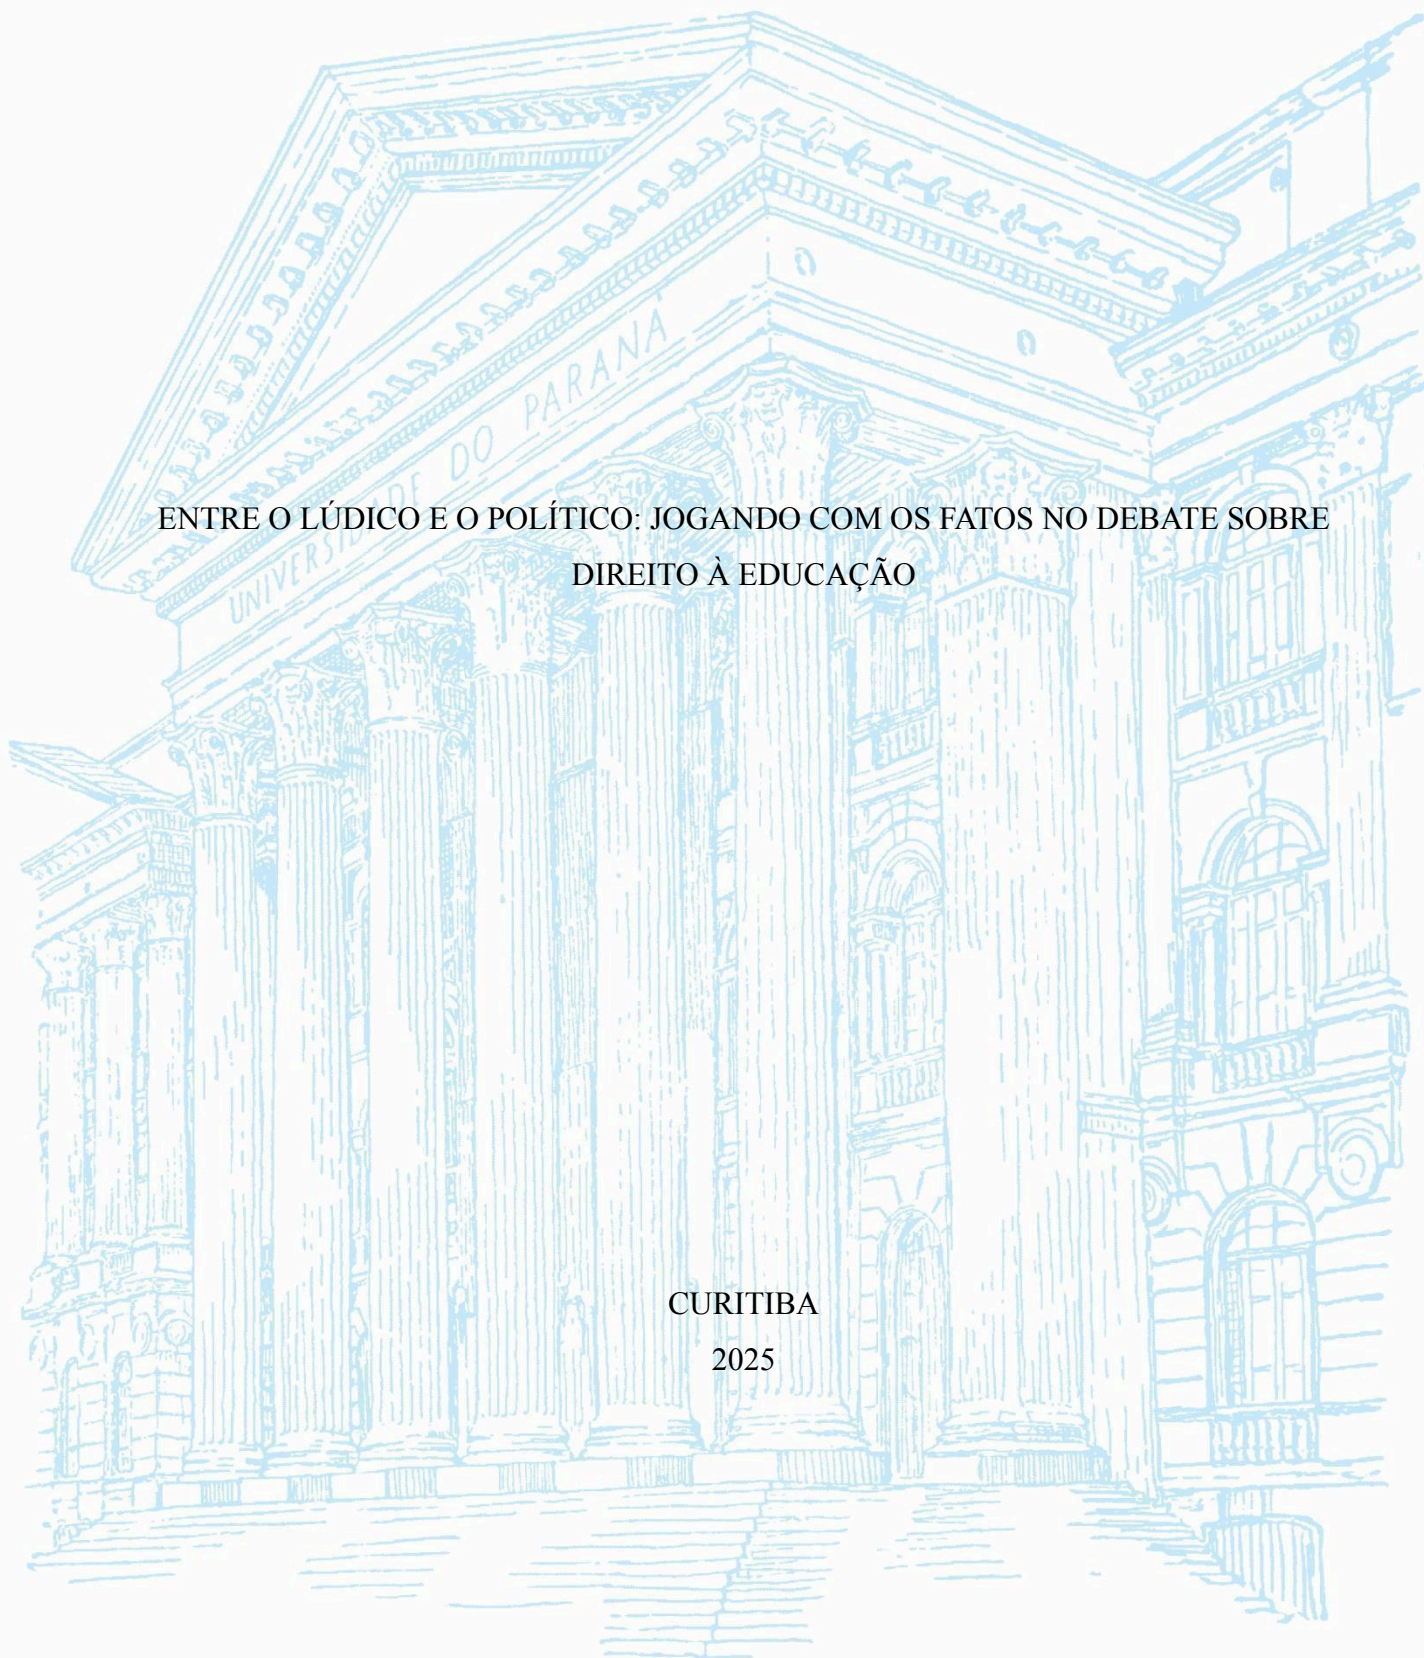 UNIVERSIDADE DO PARANÁ
ENTRE O LÚDICO E O POLÍTICO: JOGANDO COM OS FATOS NO DEBATE SOBRE
DIREITO À EDUCAÇÃO
CURITIBA
2025